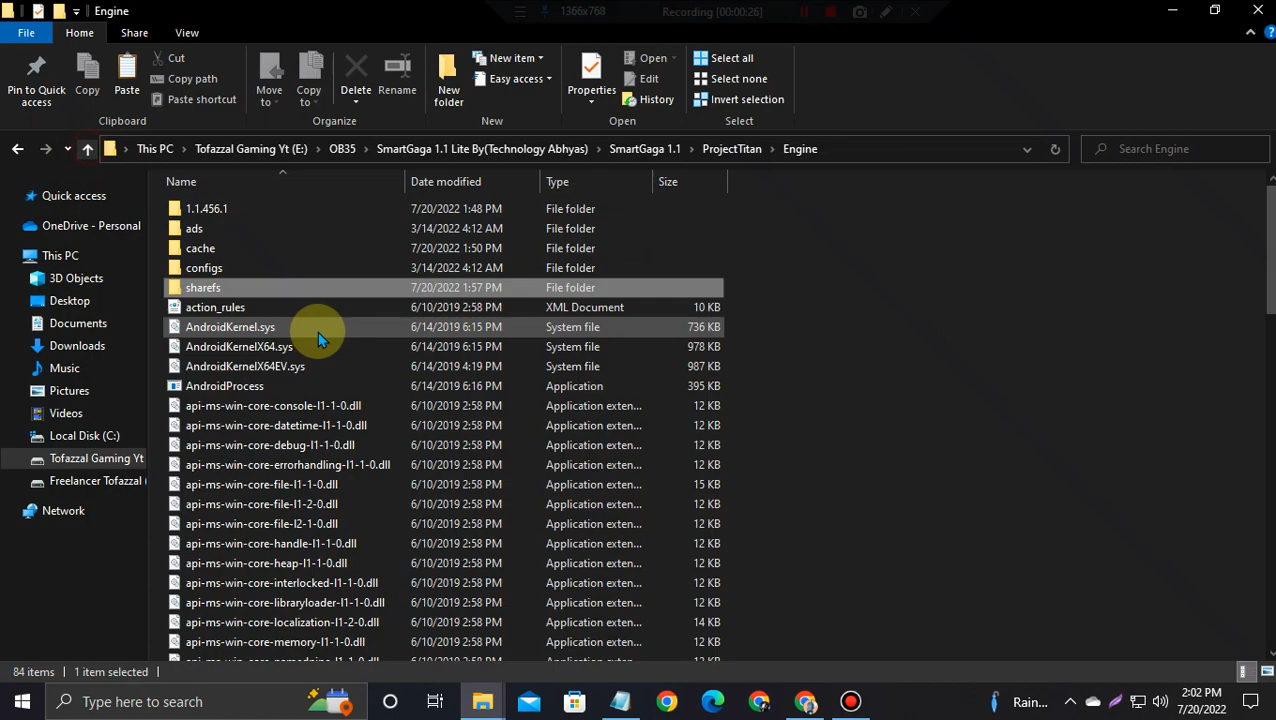 Engine
1366x768
Recording [00:00:26]
File
Home
Share
View
Pin to Quick
access
Copy
Paste
Cut
Copy path
Paste shortcut
Clipboard
Move
to
Copy
to
Delete
Rename
Organize
New
folder
New item
Easy access
New
Properties
Open
Edit
History
Open
Select all
Select none
Invert selection
Select
This PC
Tofazzal Gaming Yt (E:)
OB35
SmartGaga 1.1 Lite By(Technology Abhyas)
SmartGaga 1.1
ProjectTitan
Engine
Search Engine
Quick access
OneDrive - Personal
This PC
3D Objects
Desktop
Documents
Downloads
Music
Pictures
Videos
Local Disk (C:)
Tofazzal Gaming Yt
Freelancer Tofazzal (
Network
Name Date modified Type Size
1.1.456.1 7/20/2022 1:48 PM File folder
ads 3/14/2022 4:12 AM File folder
cache 7/20/2022 1:50 PM File folder
configs 3/14/2022 4:12 AM File folder
sharefs 7/20/2022 1:57 PM File folder
action_rules 6/10/2019 2:58 PM XML Document 10 KB
AndroidKernel.sys 6/14/2019 6:15 PM System file 736 KB
AndroidKernelX64.sys 6/14/2019 6:15 PM System file 978 KB
AndroidKernelX64EV.sys 6/14/2019 4:19 PM System file 987 KB
AndroidProcess 6/14/2019 6:16 PM Application 395 KB
api-ms-win-core-console-l1-1-0.dll 6/10/2019 2:58 PM Application exten... 12 KB
api-ms-win-core-datetime-l1-1-0.dll 6/10/2019 2:58 PM Application exten... 12 KB
api-ms-win-core-debug-l1-1-0.dll 6/10/2019 2:58 PM Application exten... 12 KB
api-ms-win-core-errorhandling-l1-1-0.dll 6/10/2019 2:58 PM Application exten... 12 KB
api-ms-win-core-file-l1-1-0.dll 6/10/2019 2:58 PM Application exten... 15 KB
api-ms-win-core-file-l1-2-0.dll 6/10/2019 2:58 PM Application exten... 12 KB
api-ms-win-core-file-l2-1-0.dll 6/10/2019 2:58 PM Application exten... 12 KB
api-ms-win-core-handle-l1-1-0.dll 6/10/2019 2:58 PM Application exten... 12 KB
api-ms-win-core-heap-l1-1-0.dll 6/10/2019 2:58 PM Application exten... 12 KB
api-ms-win-core-interlocked-l1-1-0.dll 6/10/2019 2:58 PM Application exten... 12 KB
api-ms-win-core-libraryloader-l1-1-0.dll 6/10/2019 2:58 PM Application exten... 12 KB
api-ms-win-core-localization-l1-2-0.dll 6/10/2019 2:58 PM Application exten... 14 KB
api-ms-win-core-memory-l1-1-0.dll 6/10/2019 2:58 PM Application exten... 12 KB
84 items
1 item selected
Type here to search
Rain...
2:02 PM
7/20/2022